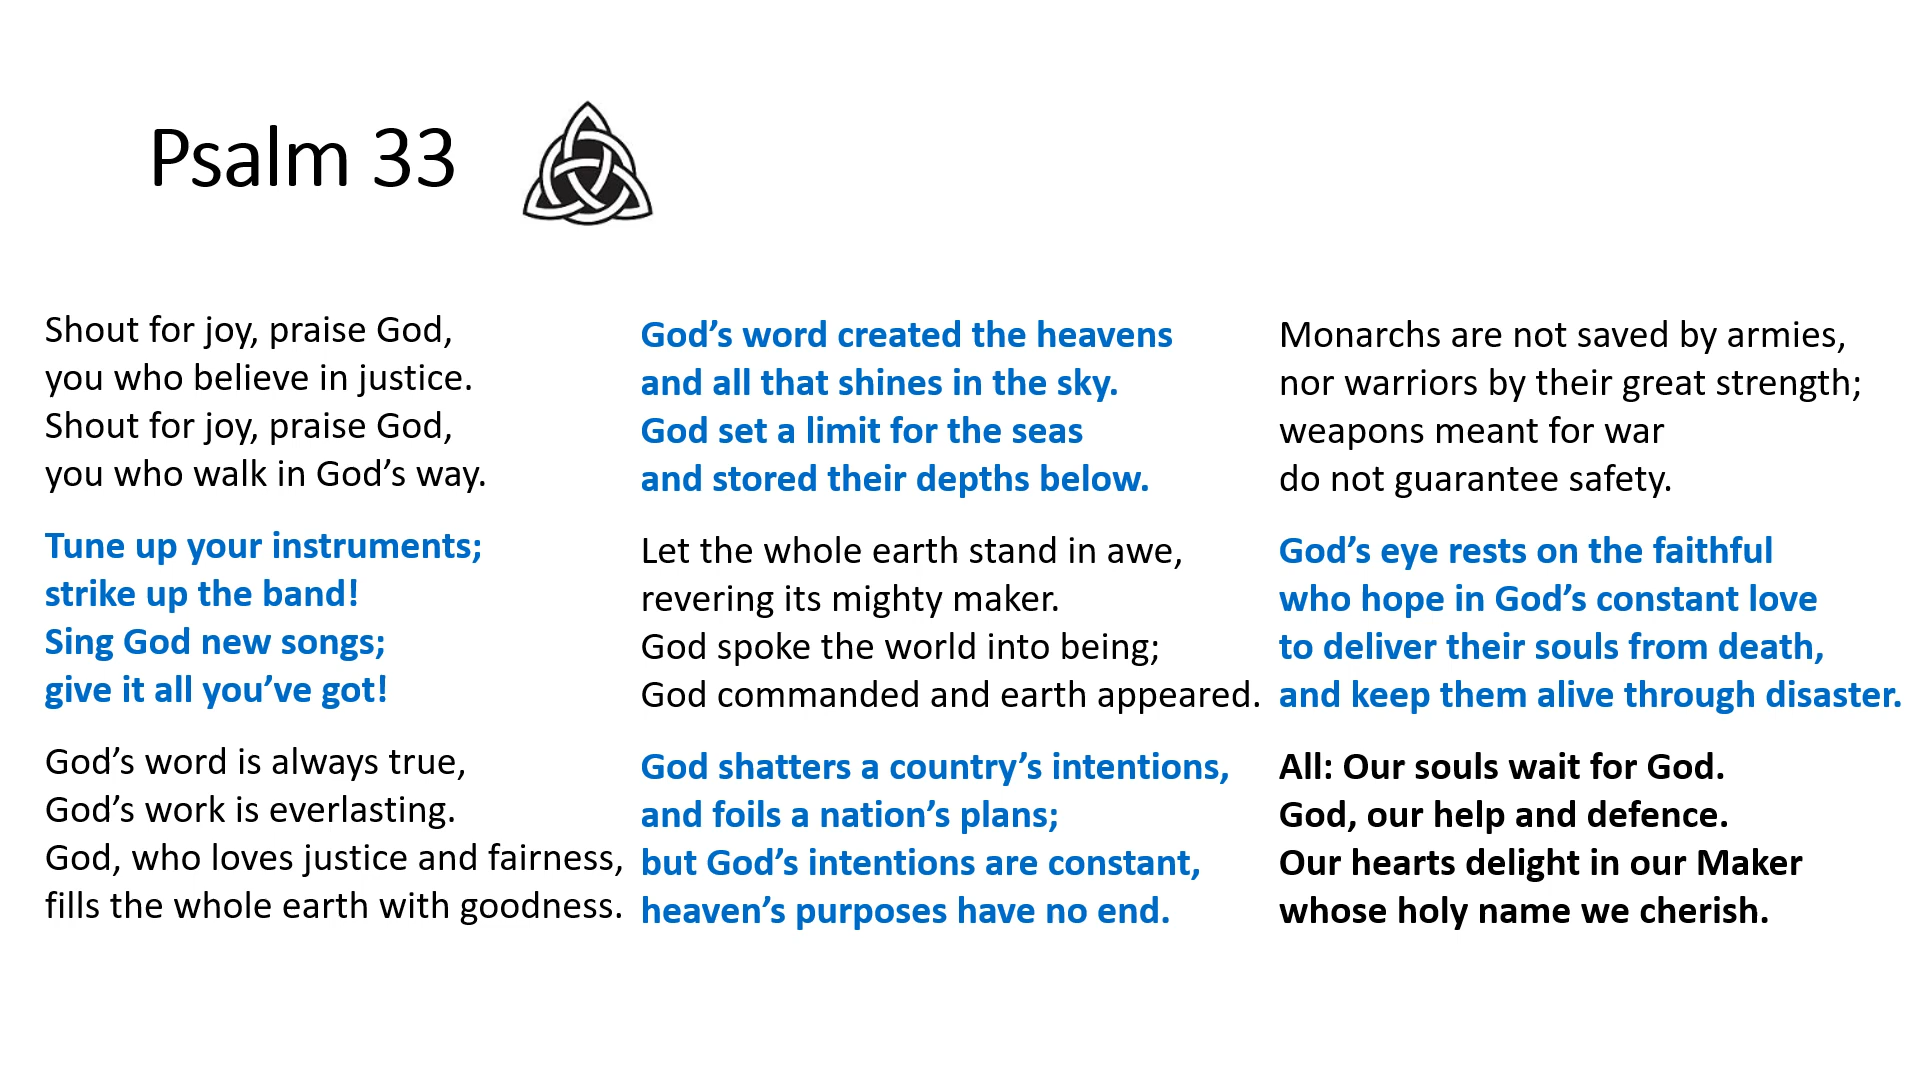 Psalm 33
Shout for joy, praise God,
you who believe in justice.
Shout for joy, praise God,
you who walk in God’s way.
Tune up your instruments;
strike up the band!
Sing God new songs;
give it all you’ve got!
God’s word is always true,
God’s work is everlasting.
God, who loves justice and fairness,
fills the whole earth with goodness.
God’s word created the heavens
and all that shines in the sky.
God set a limit for the seas
and stored their depths below.
Let the whole earth stand in awe,
revering its mighty maker.
God spoke the world into being;
God commanded and earth appeared.
God shatters a country’s intentions,
and foils a nation’s plans;
but God’s intentions are constant,
heaven’s purposes have no end.
Monarchs are not saved by armies,
nor warriors by their great strength;
weapons meant for war
do not guarantee safety.
God’s eye rests on the faithful
who hope in God’s constant love
to deliver their souls from death,
and keep them alive through disaster.
All: Our souls wait for God.
God, our help and defence.
Our hearts delight in our Maker
whose holy name we cherish.